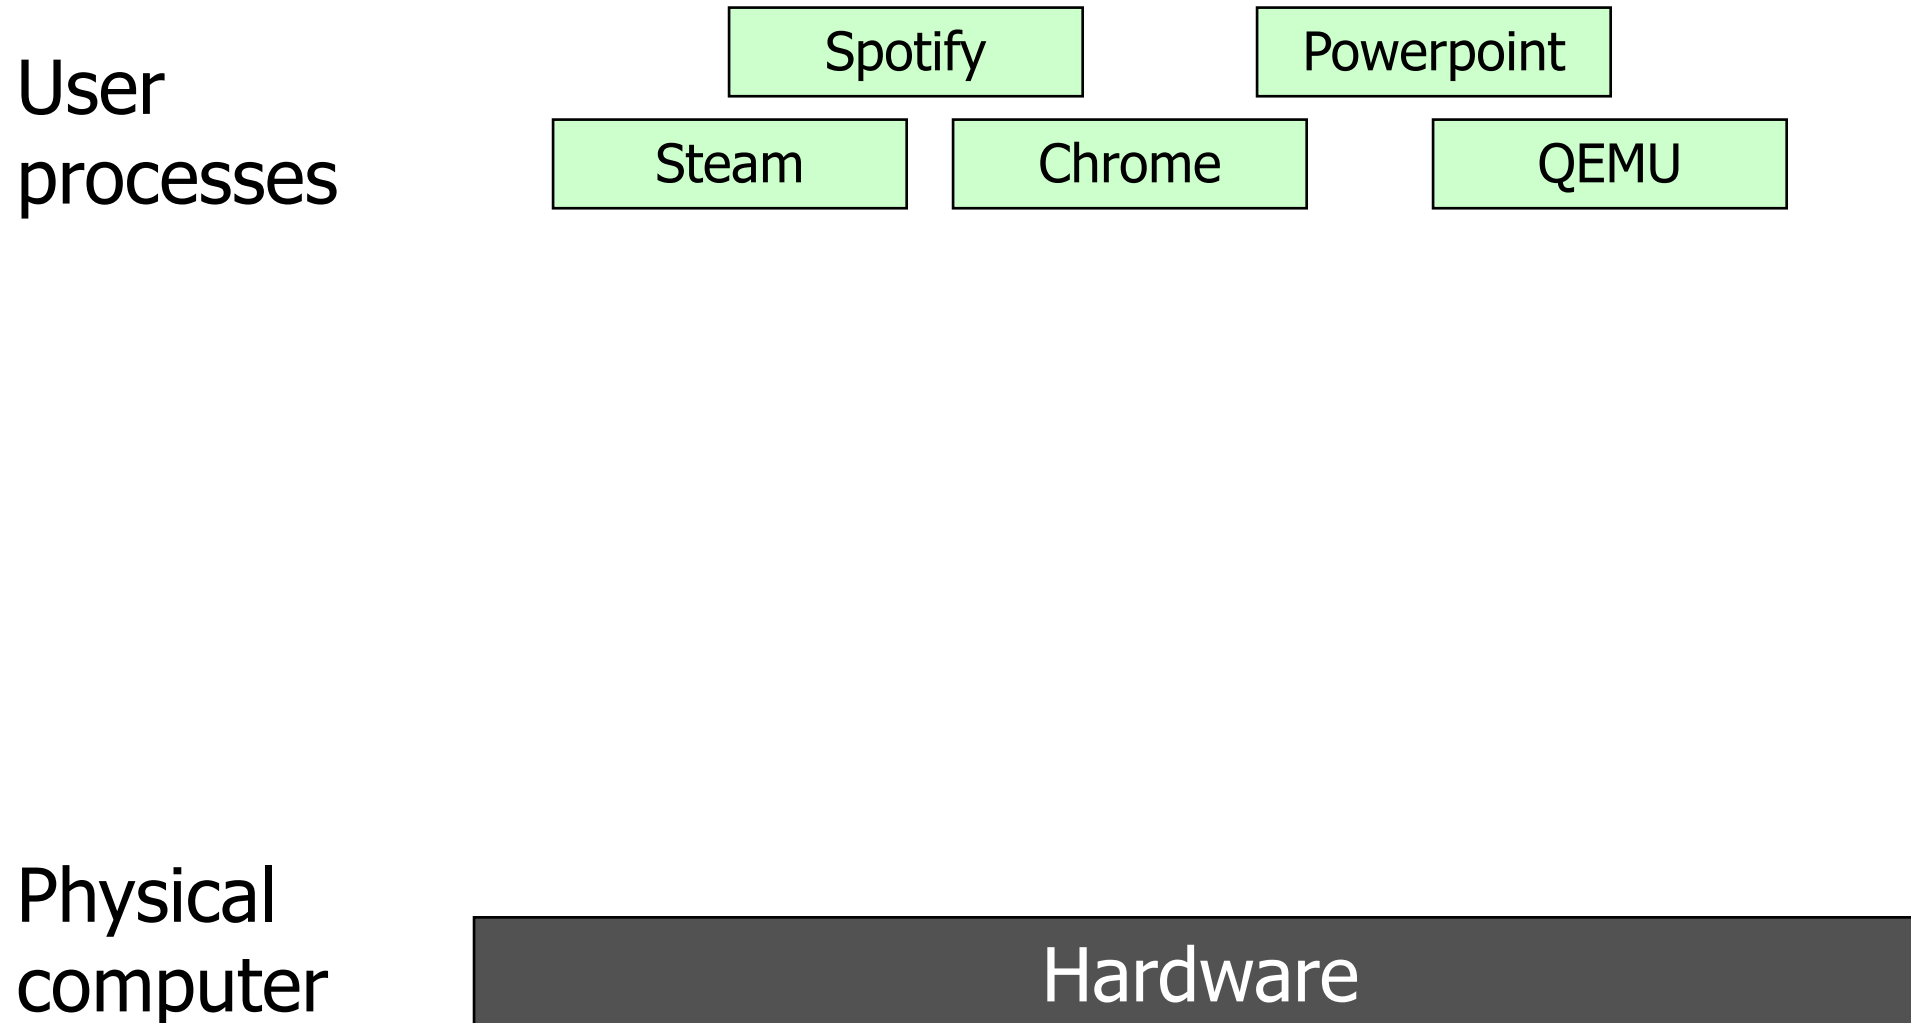 User
processes
Spotify
Powerpoint
Steam
Chrome
QEMU
Physical
computer
Hardware